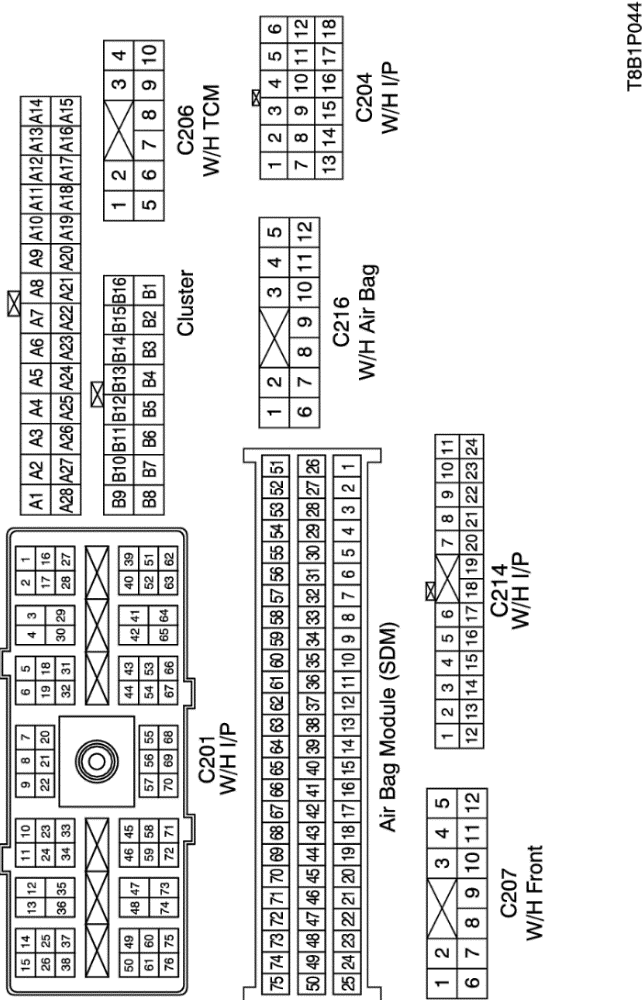 15 14 13 12 11 10 9 8 7 6 5 4 3 2 1
26 25 24 23 22 21 20 19 18 17 16
38 37 36 35 34 33 32 31 30 29 28 27
50 49 48 47 46 45 44 43 42 41 40 39
61 60 59 58 57 56 55 54 53 52 51
76 75 74 73 72 71 70 69 68 67 66 65 64 63 62
C201
W/H I/P
A1 A2 A3 A4 A5 A6 A7 A8 A9 A10 A11 A12 A13 A14
A28 A27 A26 A25 A24 A23 A22 A21 A20 A19 A18 A17 A16 A15
B9 B10 B11 B12 B13 B14 B15 B16
B8 B7 B6 B5 B4 B3 B2 B1
Cluster
1 2 3 4
5 6 7 8 9 10
C206
W/H TCM
75 74 73 72 71 70 69 68 67 66 65 64 63 62 61 60 59 58 57 56 55 54 53 52 51
50 49 48 47 46 45 44 43 42 41 40 39 38 37 36 35 34 33 32 31 30 29 28 27 26
25 24 23 22 21 20 19 18 17 16 15 14 13 12 11 10 9 8 7 6 5 4 3 2 1
Air Bag Module (SDM)
1 2 3 4 5
6 7 8 9 10 11 12
C216
W/H Air Bag
1 2 3 4 5 6
7 8 9 10 11 12
13 14 15 16 17 18
C204
W/H I/P
1 2 3 4 5
6 7 8 9 10 11 12
C207
W/H Front
1 2 3 4 5 6 7 8 9 10 11
12 13 14 15 16 17 18 19 20 21 22 23 24
C214
W/H I/P
T8B1P044